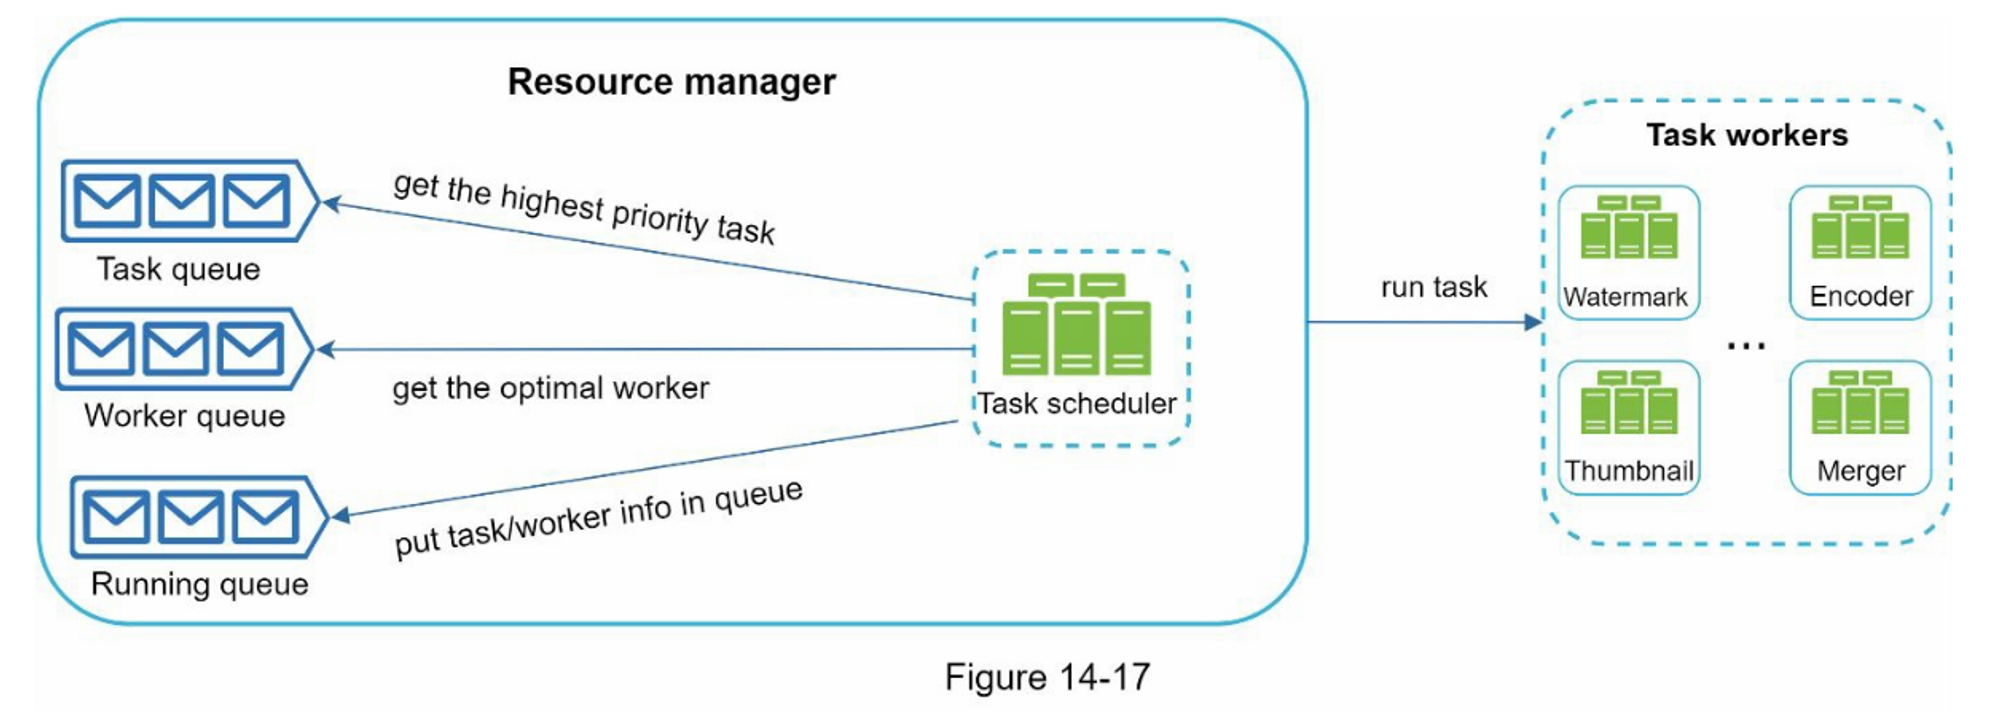 Resource manager
get the highest priority task
Task queue
get the optimal worker
Worker queue
put task/worker info in queue
Running queue
Task scheduler
run task
Task workers
Watermark
Encoder
...
Thumbnail
Merger
Figure 14-17